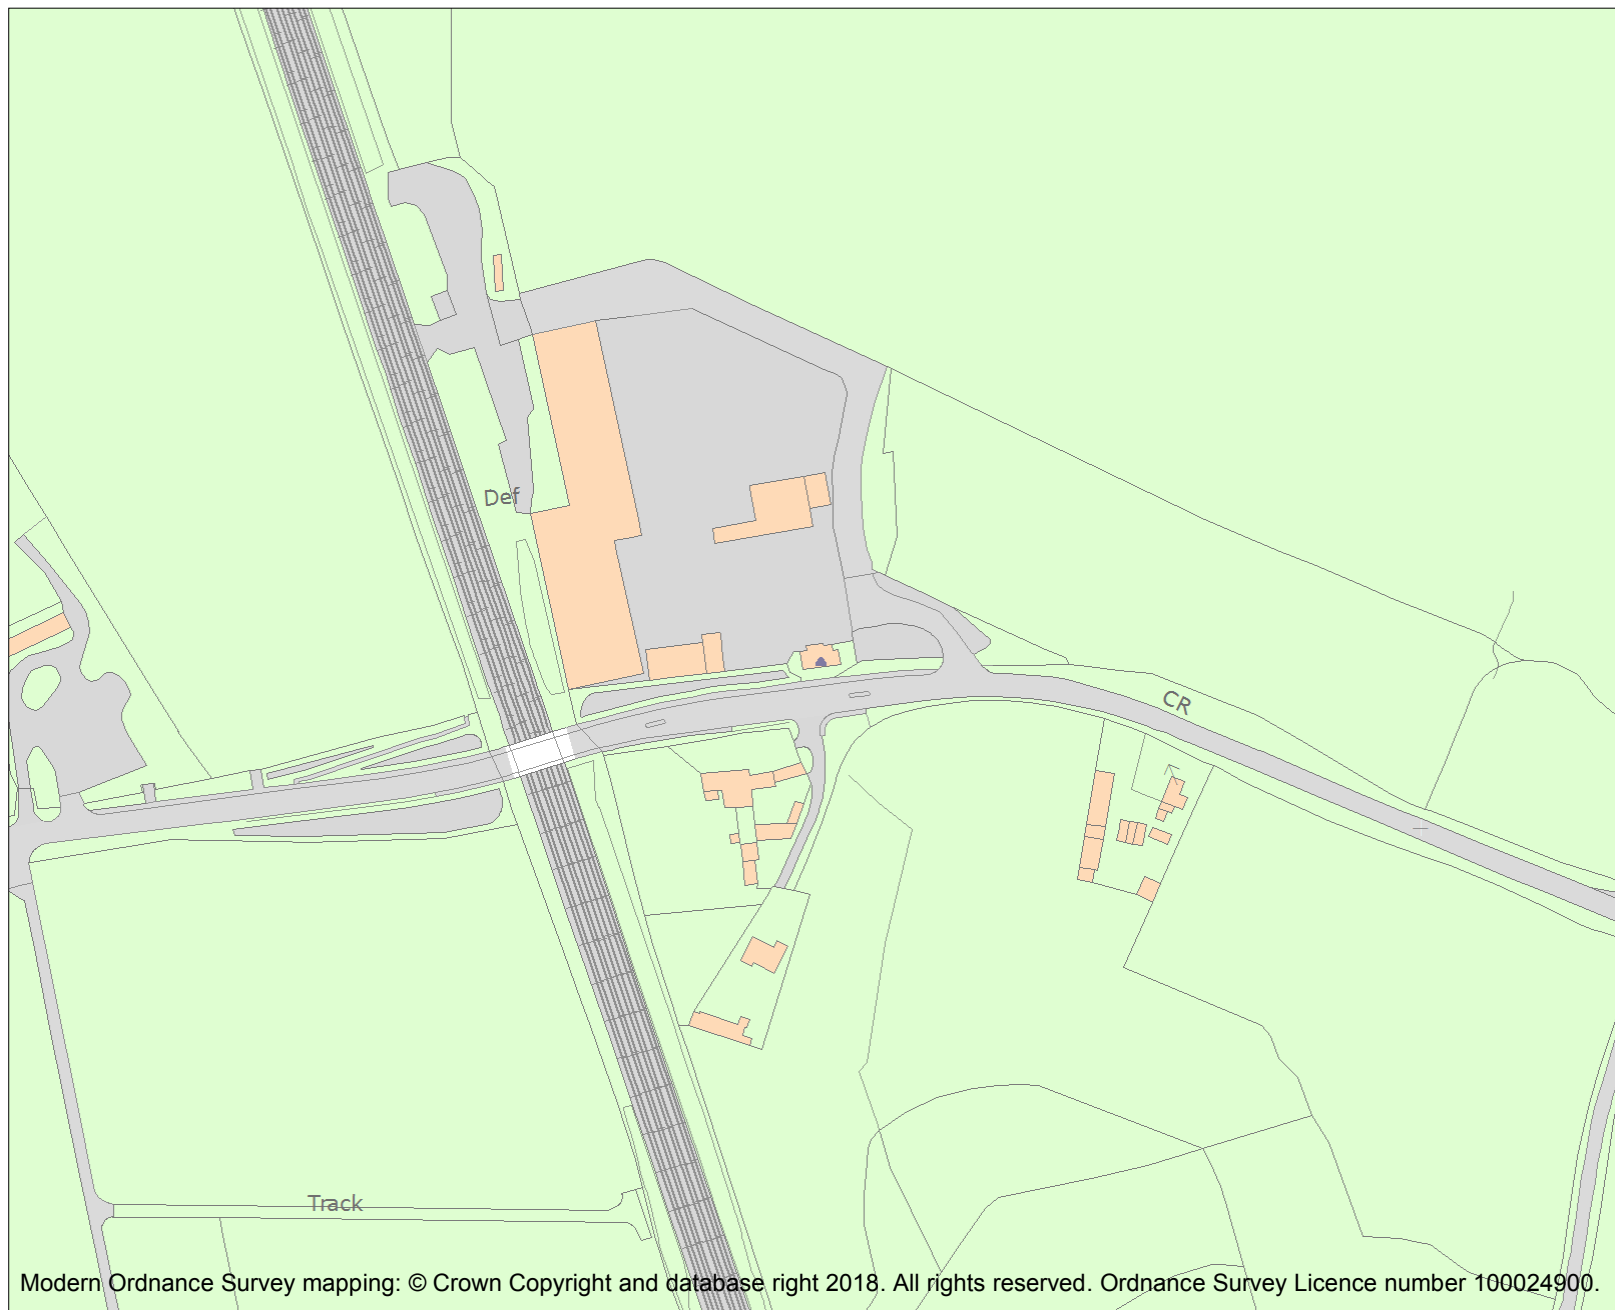 Def
CR
Track
Modern Ordnance Survey mapping: © Crown Copyright and database right 2018. All rights reserved. Ordnance Survey Licence number 100024900.